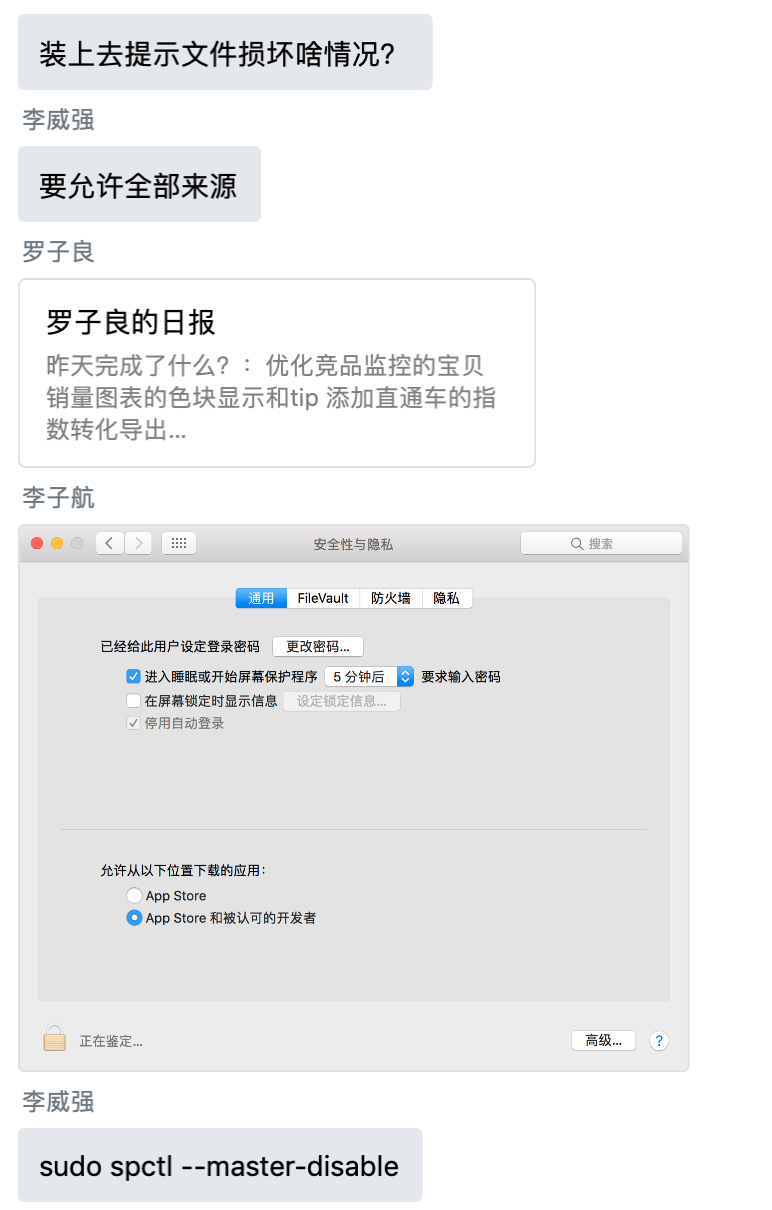 装上去提示文件损坏啥情况？
李威强
要允许全部来源
罗子良
罗子良的日报
昨天完成了什么？：优化竞品监控的宝贝
销量图表的色块显示和tip 添加直通车的指
数转化导出...
李子航
安全性与隐私
搜索
通用 FileVault 防火墙 隐私
已经给此用户设定登录密码 更改密码...
进入睡眠或开始屏幕保护程序 5 分钟后 要求输入密码
在屏幕锁定时显示信息 设定锁定信息...
停用自动登录
允许从以下位置下载的应用：
App Store
App Store 和被认可的开发者
正在鉴定... 高级... ?
李威强
sudo spctl --master-disable